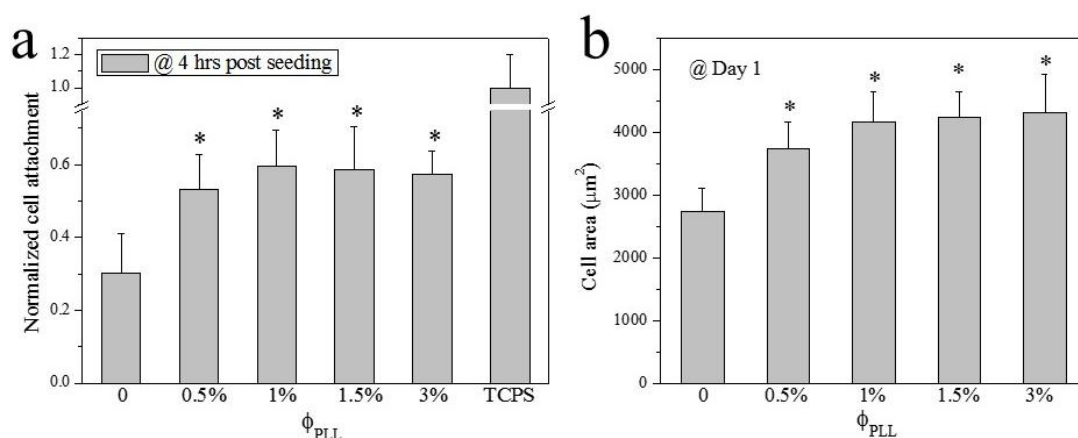 a
@ 4 hrs post seeding
Normalized cell attachment
1.2
1.0
0.6
0.4
0.2
0.0
* * * *
0 0.5% 1% 1.5% 3% TCPS
ϕPLL
b
@ Day 1
Cell area (μm²)
5000
4000
3000
2000
1000
0
* * * *
0 0.5% 1% 1.5% 3%
ϕPLL